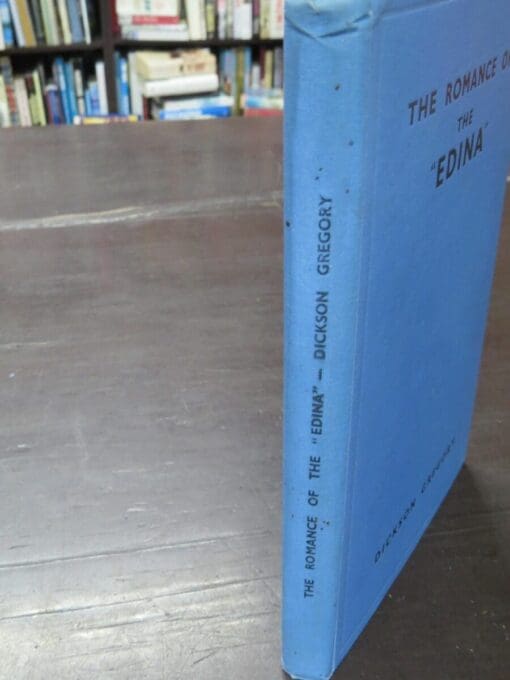 THE ROMANCE OF
THE
"EDINA"
DICKSON GREGORY
THE ROMANCE OF THE "EDINA" — DICKSON GREGORY